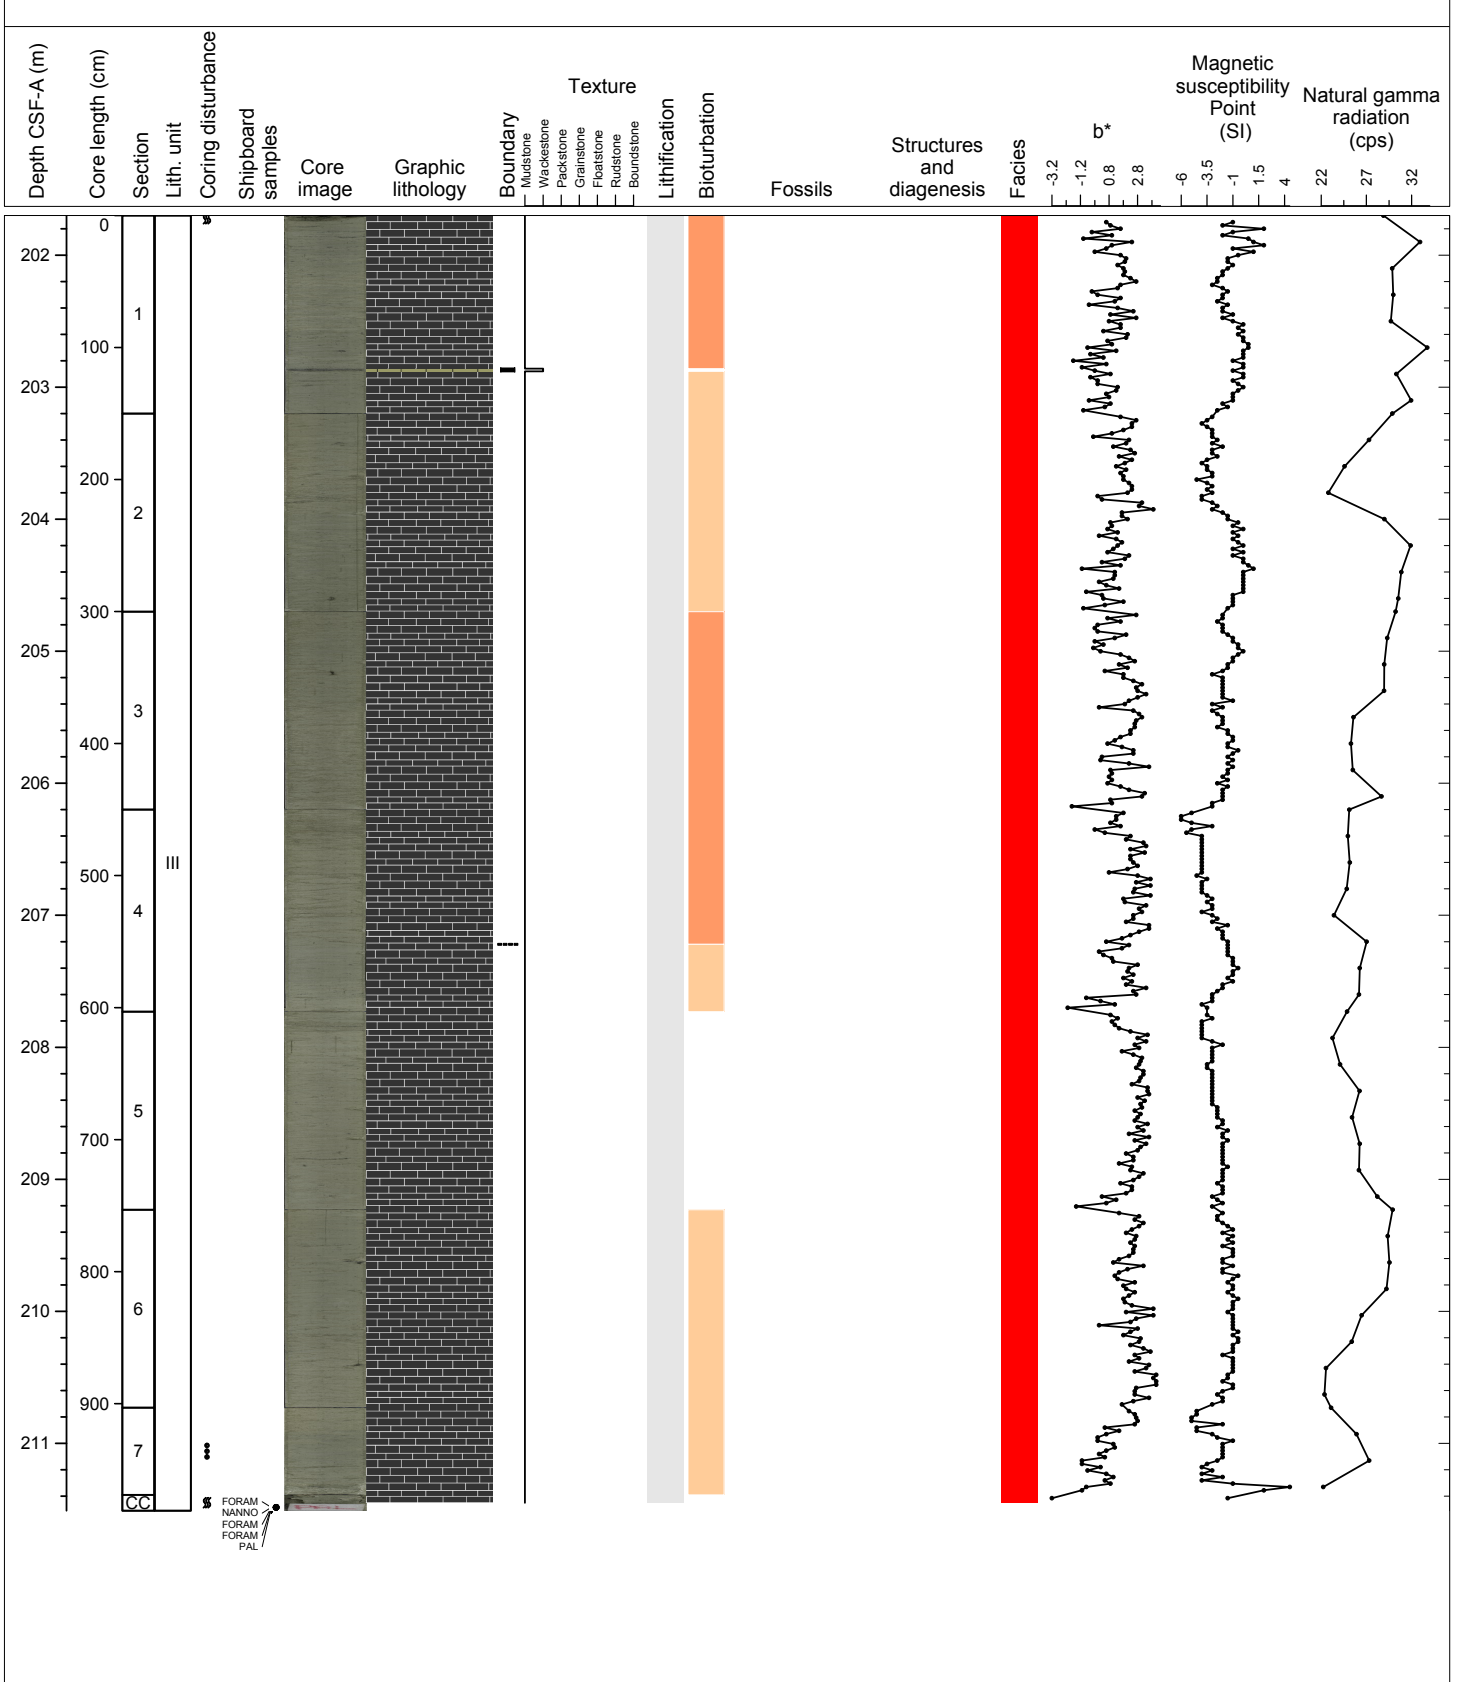 Depth CSF-A (m)
Core length (cm)
Section
Lith. unit
Coring disturbance
Shipboard
samples
Core
image
Graphic
lithology
Boundary
Texture
Mudstone
Wackestone
Packstone
Grainstone
Floatstone
Rudstone
Boundstone
Lithification
Bioturbation
Fossils
Structures
and
diagenesis
Facies
b*
-3.2 -1.2 0.8 2.8
Magnetic
susceptibility
Point
(SI)
-6 -3.5 -1 1.5 4
Natural gamma
radiation
(cps)
22 27 32
0
202
1
100
203
200
2
204
300
205
3
400
206
III
500
207
4
600
208
5
700
209
800
210
6
900
211
7
CC
FORAM
NANNO
FORAM
FORAM
PAL